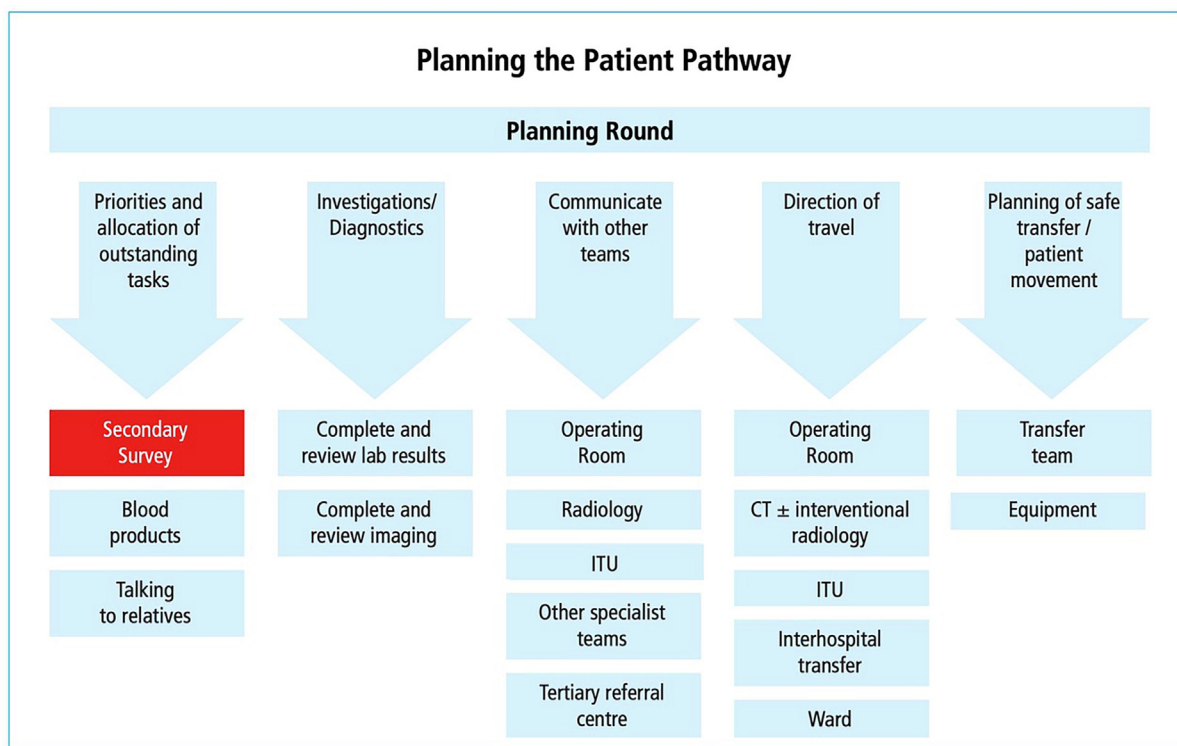 Planning the Patient Pathway
Planning Round
Priorities and
allocation of
outstanding
tasks
Secondary
Survey
Blood
products
Talking
to relatives
Investigations/
Diagnostics
Complete and
review lab results
Complete and
review imaging
Communicate
with other
teams
Operating
Room
Radiology
ITU
Other specialist
teams
Tertiary referral
centre
Direction of
travel
Operating
Room
CT ± interventional
radiology
ITU
Interhospital
transfer
Ward
Planning of safe
transfer /
patient
movement
Transfer
team
Equipment